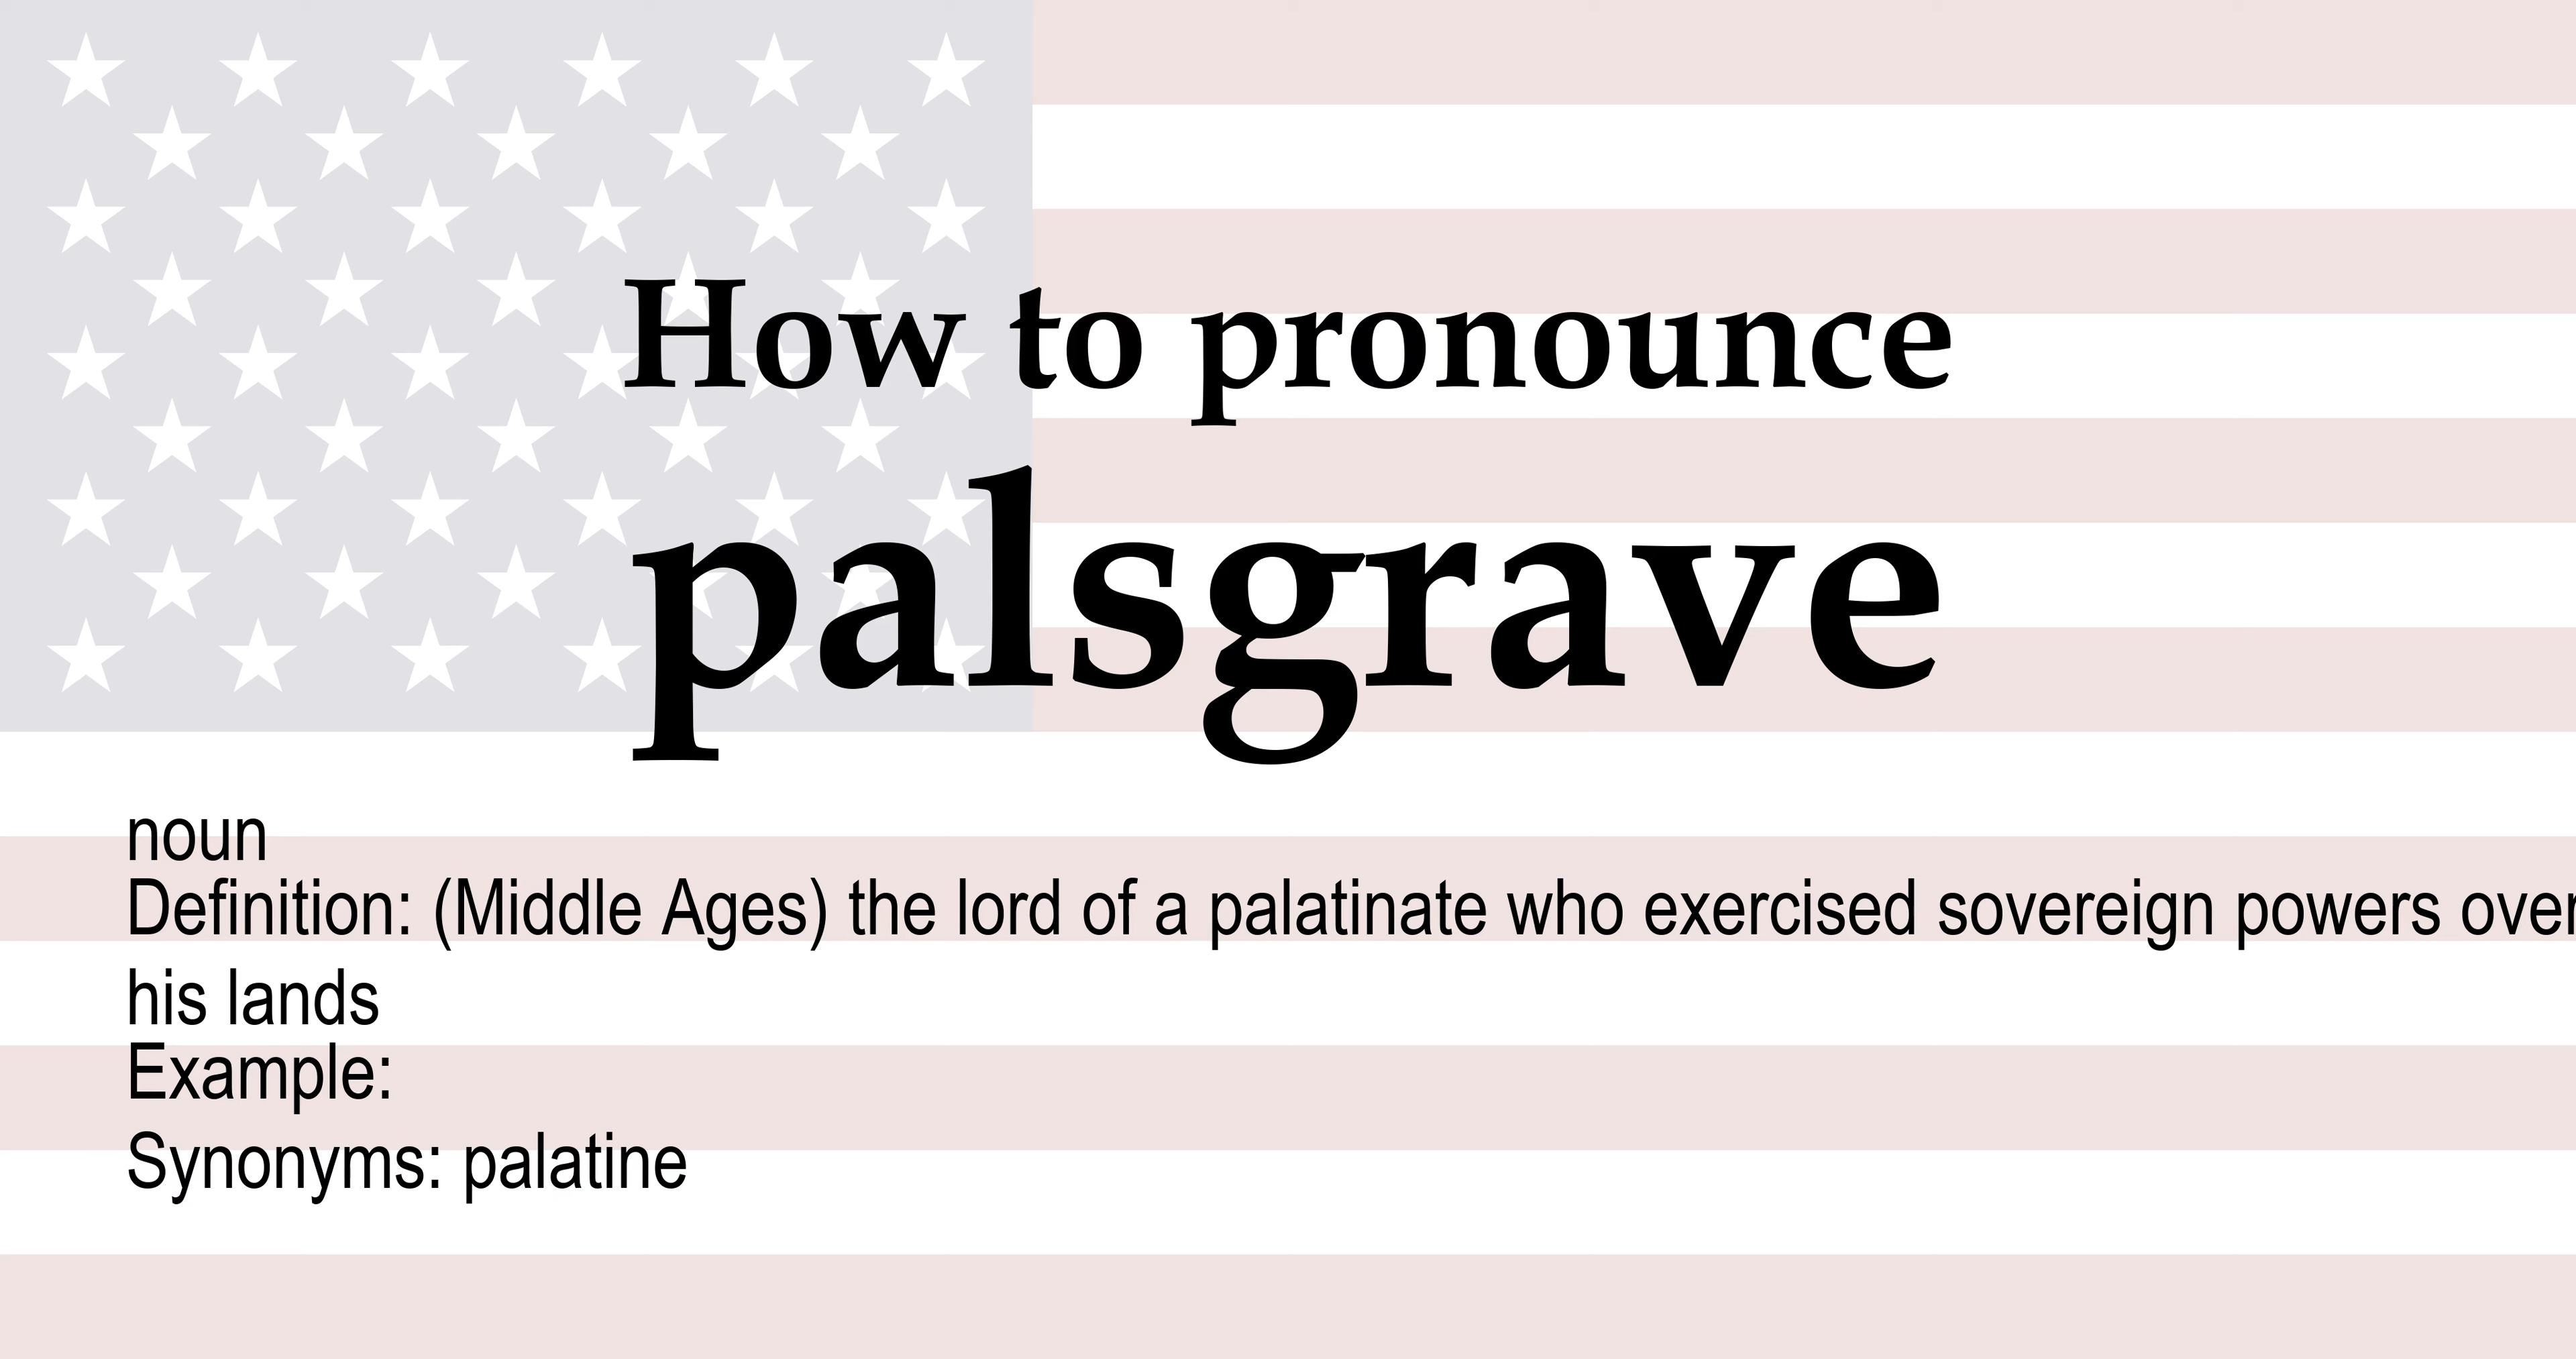 How to pronounce
palsgrave
noun
Definition: (Middle Ages) the lord of a palatinate who exercised sovereign powers over
his lands
Example:
Synonyms: palatine